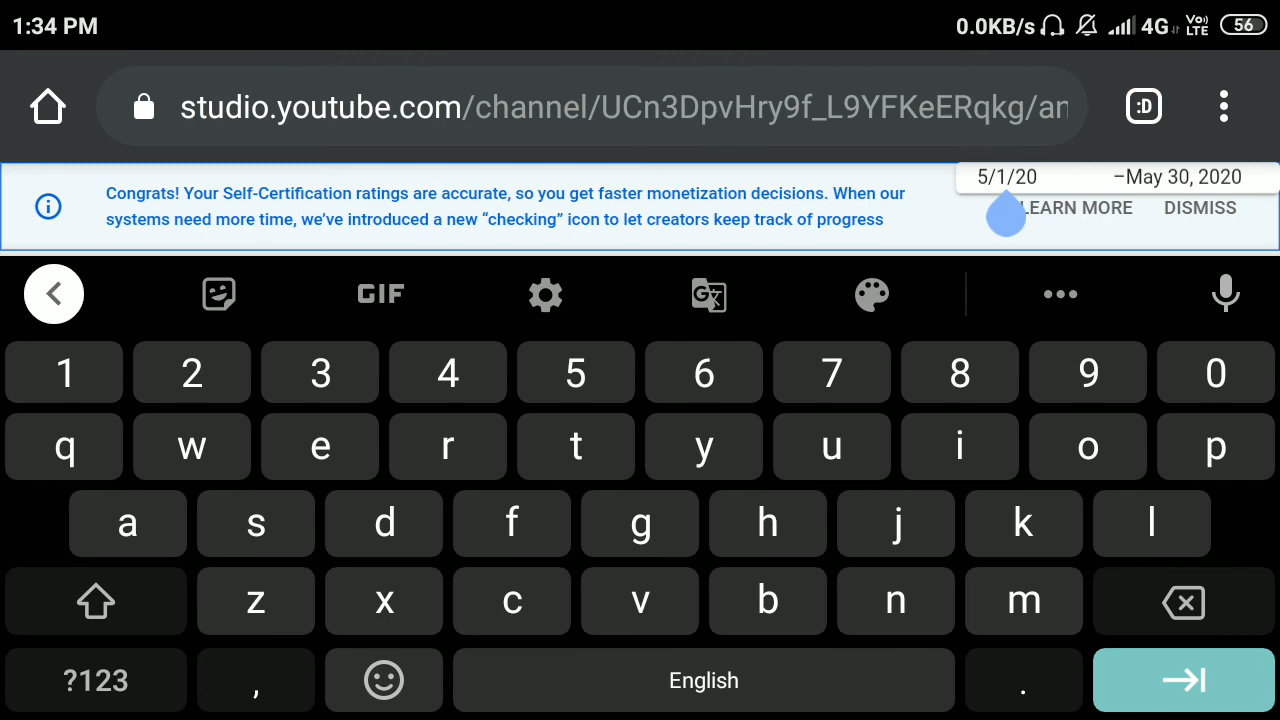 1:34 PM
0.0KB/s 4G Vo) LTE 56
studio.youtube.com/channel/UCn3DpvHry9f_L9YFKeERqkg/an
:D
5/1/20 –May 30, 2020
Congrats! Your Self-Certification ratings are accurate, so you get faster monetization decisions. When our
systems need more time, we’ve introduced a new “checking” icon to let creators keep track of progress
LEARN MORE DISMISS
GIF
1 2 3 4 5 6 7 8 9 0
q w e r t y u i o p
a s d f g h j k l
z x c v b n m
?123 , English .